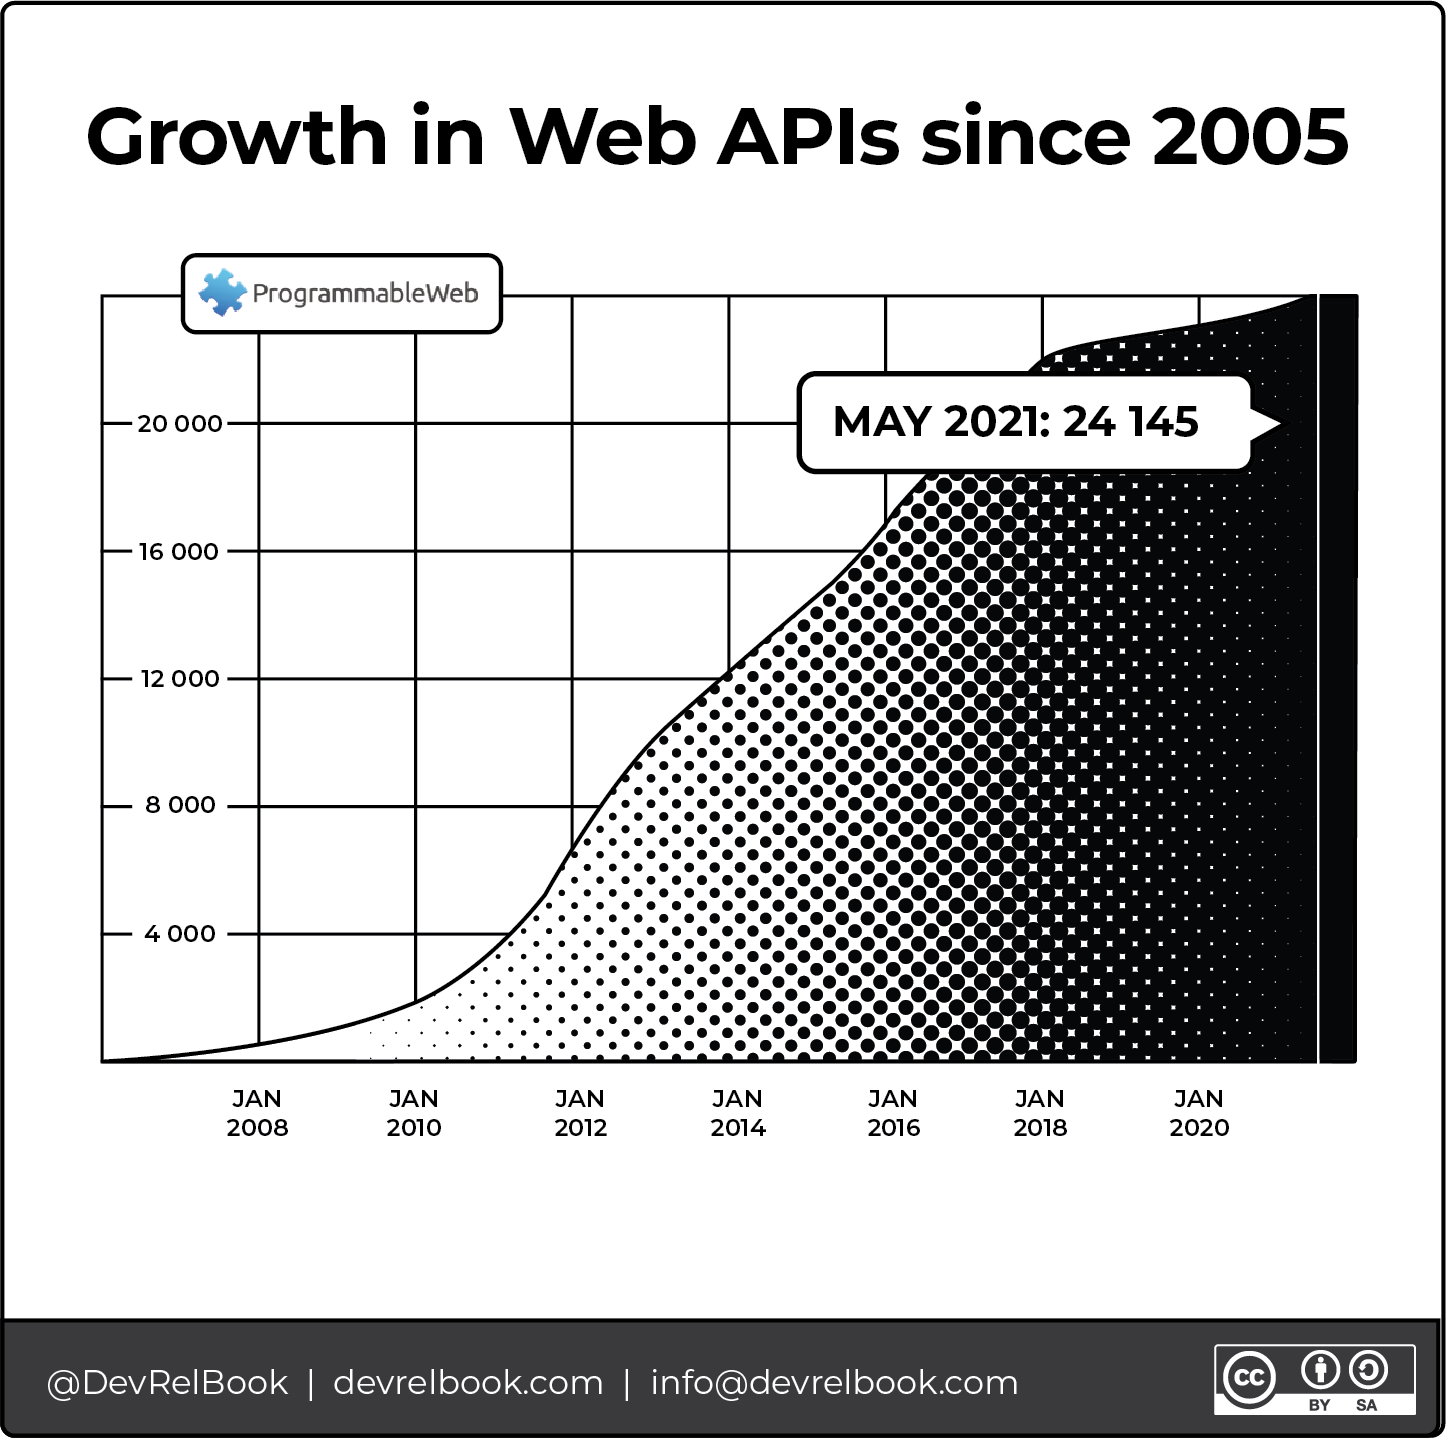 Growth in Web APIs since 2005
ProgrammableWeb
20 000
MAY 2021: 24 145
16 000
12 000
8 000
4 000
JAN 2008
JAN 2010
JAN 2012
JAN 2014
JAN 2016
JAN 2018
JAN 2020
@DevRelBook | devrelbook.com | info@devrelbook.com
cc
BY SA